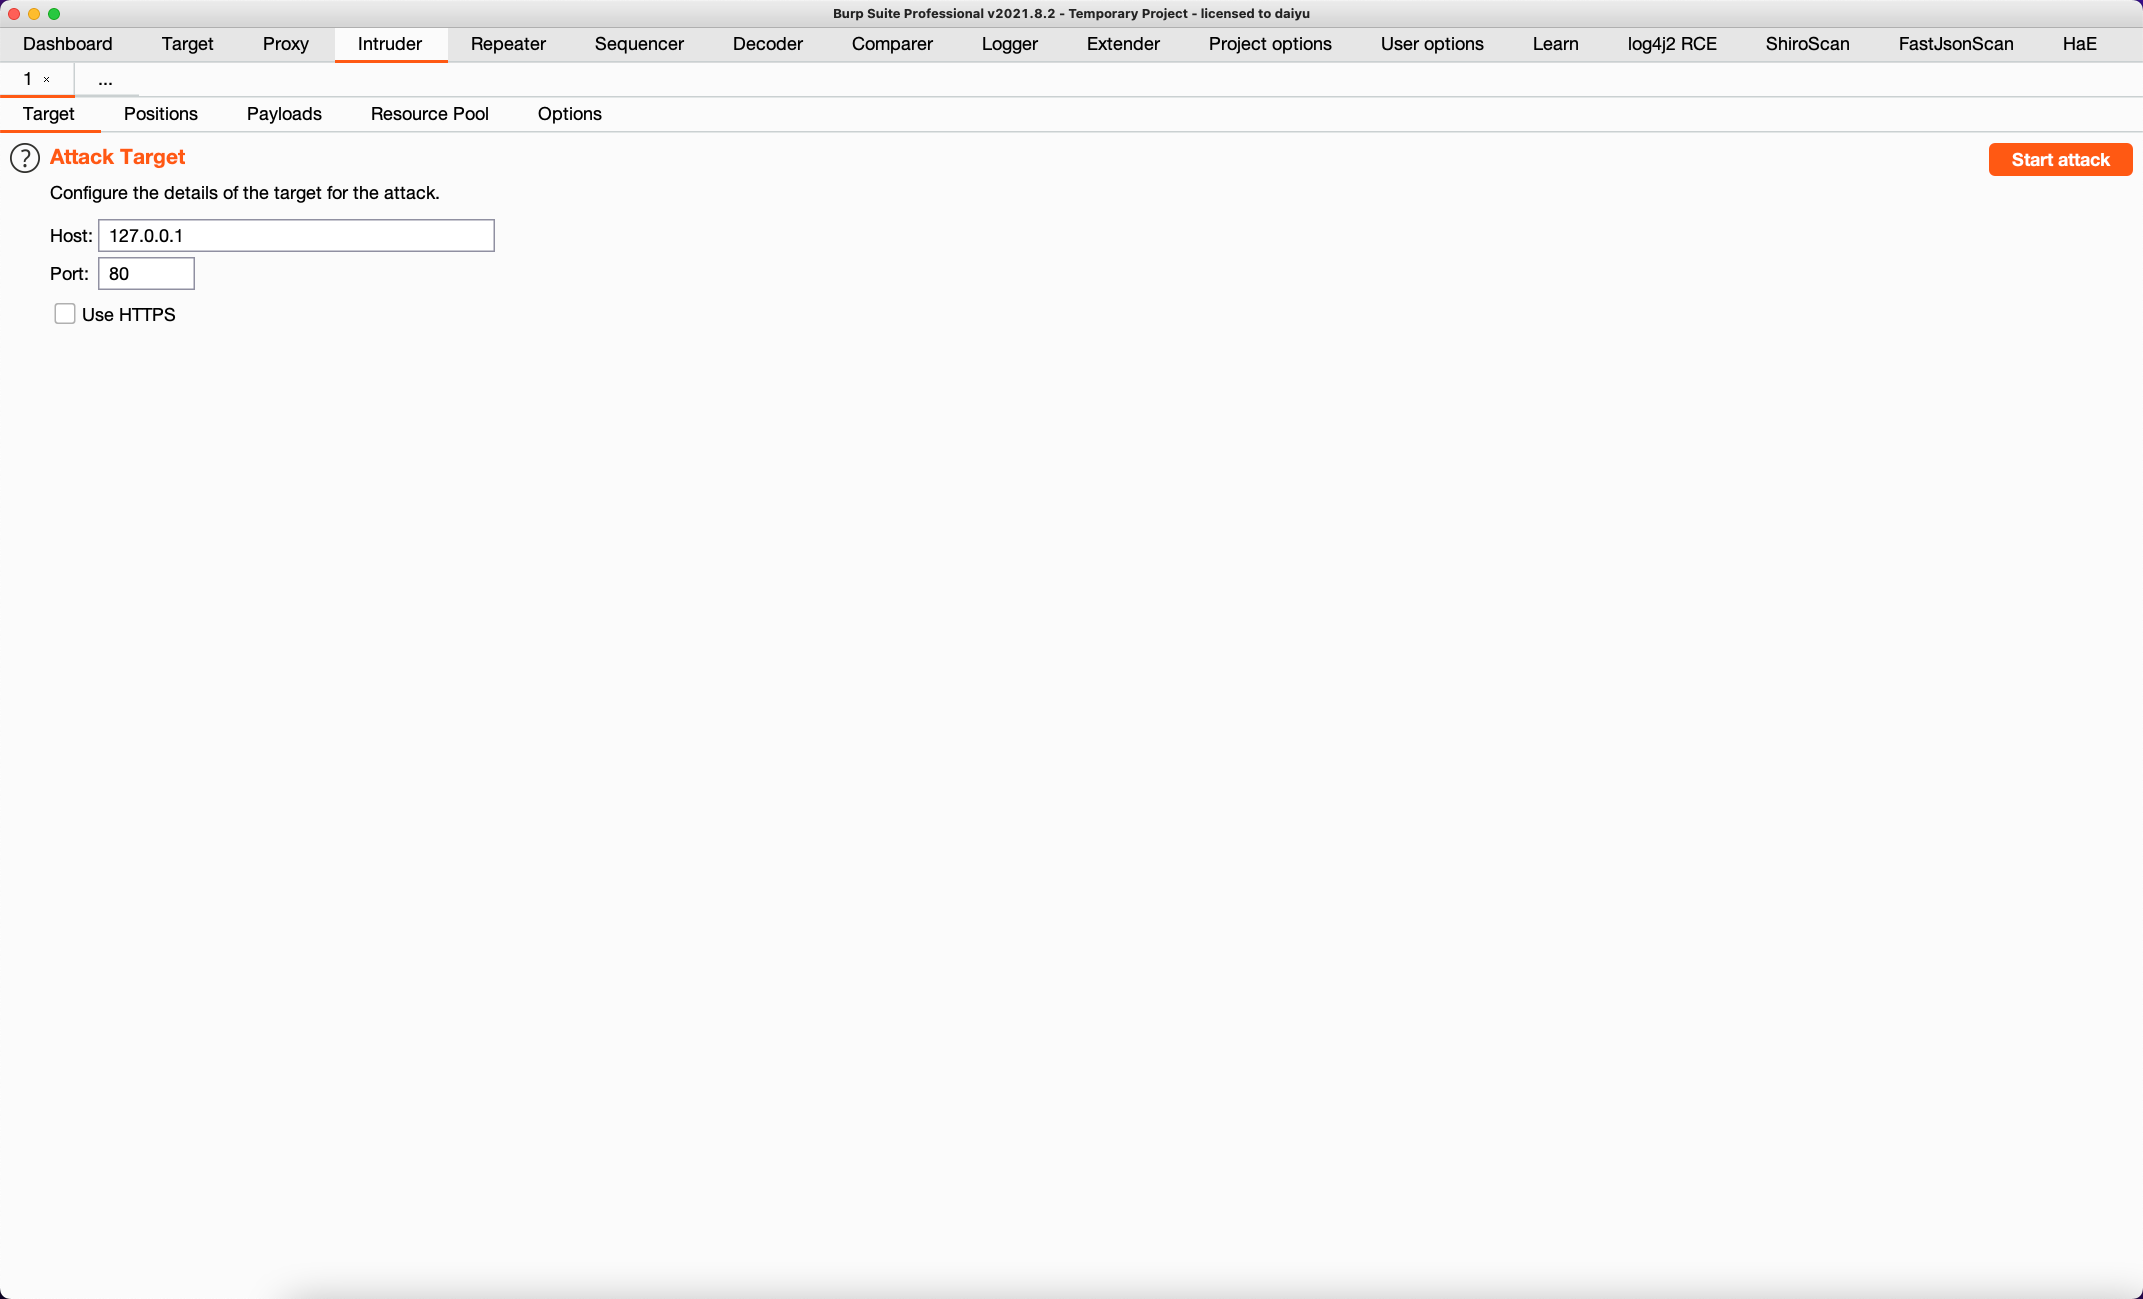 Burp Suite Professional v2021.8.2 - Temporary Project - licensed to daiyu
Dashboard Target Proxy Intruder Repeater Sequencer Decoder Comparer Logger Extender Project options User options Learn log4j2 RCE ShiroScan FastJsonScan HaE
1 × ...
Target Positions Payloads Resource Pool Options
? Attack Target Start attack
Configure the details of the target for the attack.
Host: 127.0.0.1
Port: 80
Use HTTPS